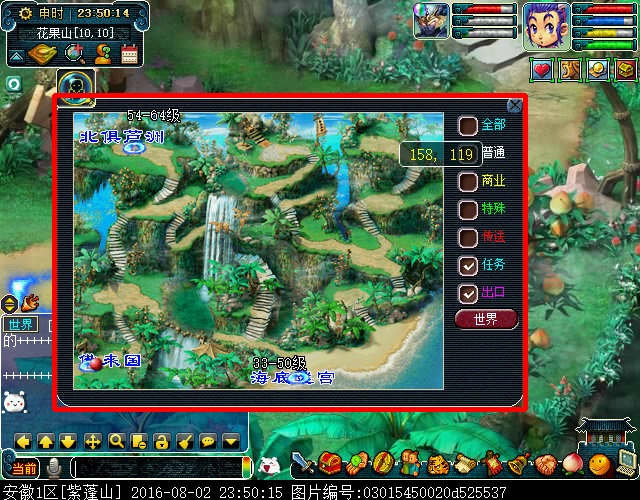 申时 23:50:14
花果山[10,10]
54-64级
北俱芦洲
全部
158, 119
普通
商业
特殊
传送
任务
出口
世界
傲来国
33-50级
海底迷宫
世界
的++++
++++
当前
安徽1区[紫蓬山] 2016-08-02 23:50:15 图片编号:03015450020d525537